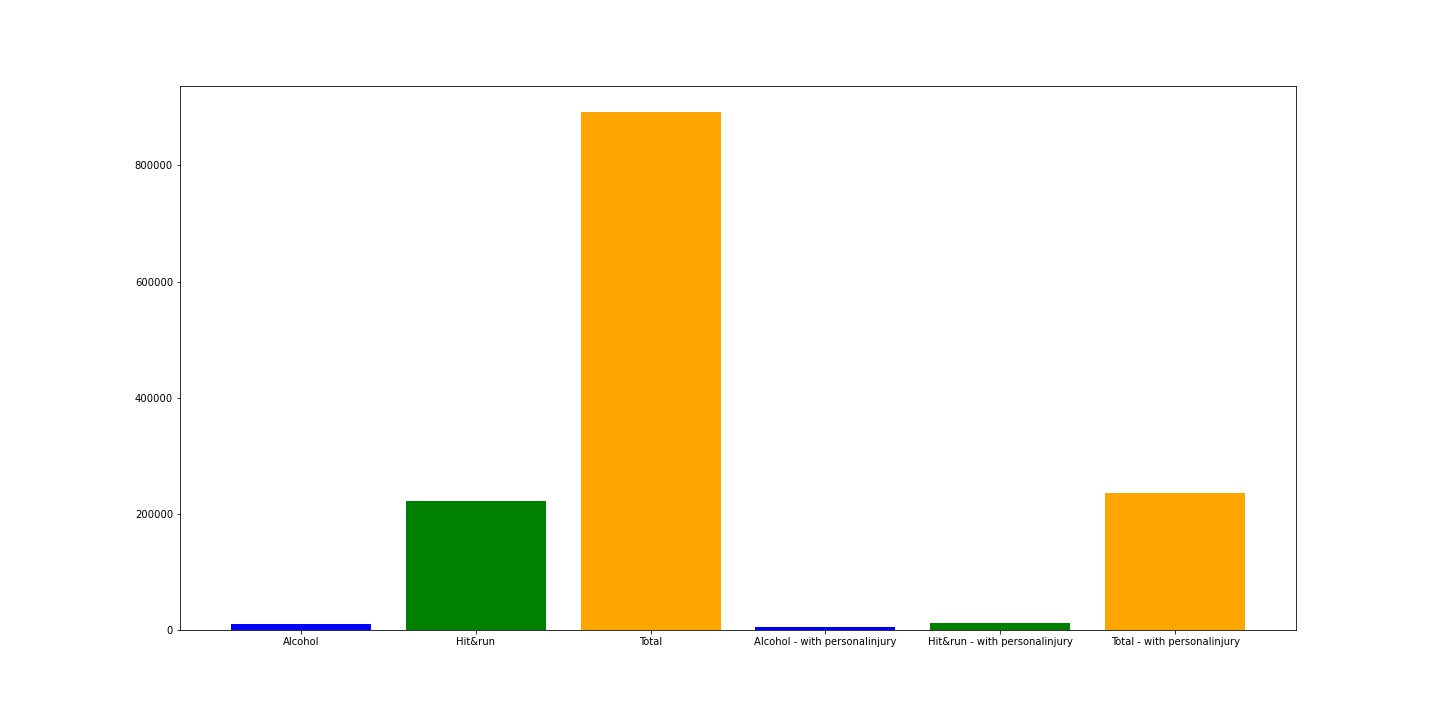 800000
600000
400000
200000
0
Alcohol
Hit&run
Total
Alcohol - with personalinjury
Hit&run - with personalinjury
Total - with personalinjury